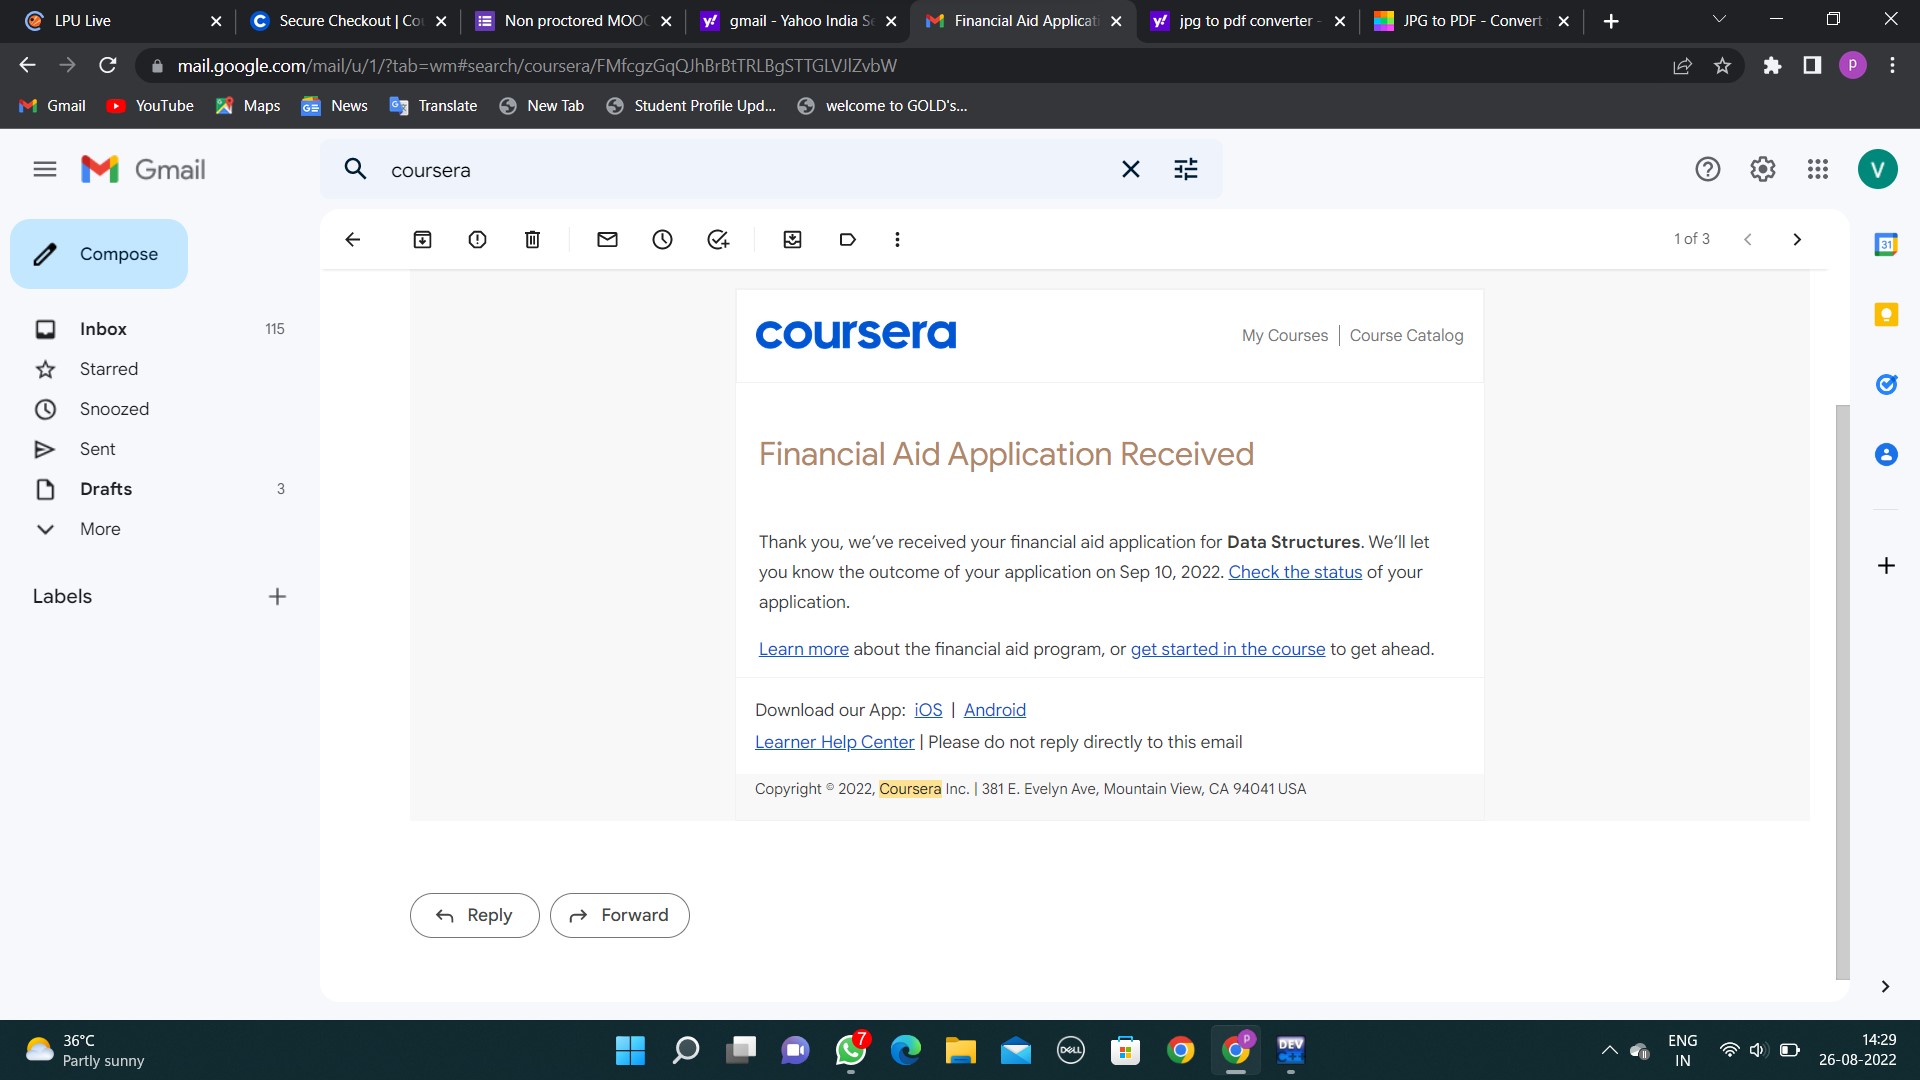 LPU Live
Secure Checkout | Co
Non proctored MOOC
gmail - Yahoo India Se
Financial Aid Applicati
jpg to pdf converter -
JPG to PDF - Convert
mail.google.com/mail/u/1/?tab=wm#search/coursera/FMfcgzGqQJhBrBtTRLBgSTTGLVJlZvbW
P
Gmail
YouTube
Maps
News
Translate
New Tab
Student Profile Upd...
welcome to GOLD's...
Gmail
coursera
V
Compose
1 of 3
31
Inbox 115
Starred
Snoozed
Sent
Drafts 3
More
Labels
coursera
My Courses | Course Catalog
Financial Aid Application Received
Thank you, we’ve received your financial aid application for Data Structures. We’ll let
you know the outcome of your application on Sep 10, 2022. Check the status of your
application.
Learn more about the financial aid program, or get started in the course to get ahead.
Download our App: iOS | Android
Learner Help Center | Please do not reply directly to this email
Copyright © 2022, Coursera Inc. | 381 E. Evelyn Ave, Mountain View, CA 94041 USA
Reply
Forward
36°C
Partly sunny
7
DELL
P
DEV
C++
ENG
IN
14:29
26-08-2022